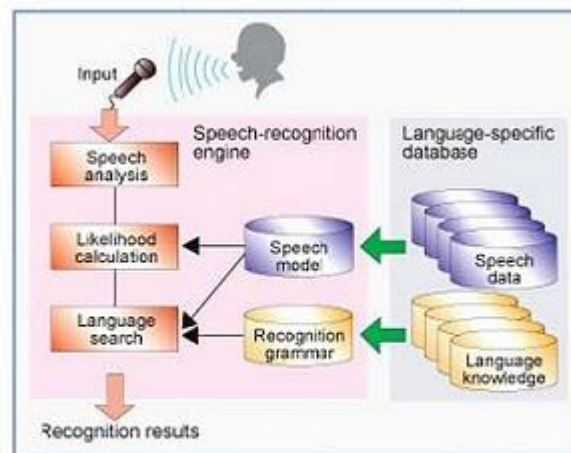 Input
Speech-recognition
engine
Language-specific
database
Speech
analysis
Likelihood
calculation
Speech
model
Speech
data
Language
search
Recognition
grammar
Language
knowledge
Recognition results